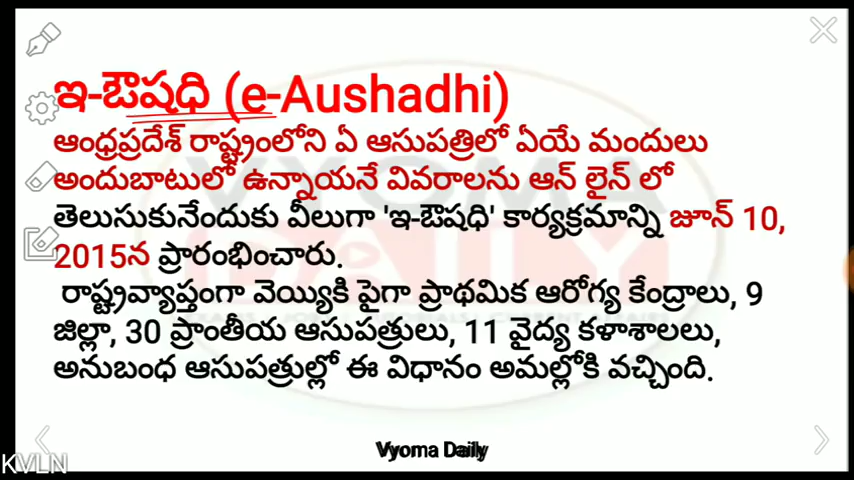 ఇ-ఔషధి (e-Aushadhi)
ఆంధ్రప్రదేశ్ రాష్ట్రంలోని ఏ ఆసుపత్రిలో ఏయే మందులు
అందుబాటులో ఉన్నాయనే వివరాలను ఆన్ లైన్ లో
తెలుసుకునేందుకు వీలుగా 'ఇ-ఔషధి' కార్యక్రమాన్ని జూన్ 10,
2015న ప్రారంభించారు.
రాష్ట్రవ్యాప్తంగా వెయ్యికి పైగా ప్రాథమిక ఆరోగ్య కేంద్రాలు, 9
జిల్లా, 30 ప్రాంతీయ ఆసుపత్రులు, 11 వైద్య కళాశాలలు,
అనుబంధ ఆసుపత్రుల్లో ఈ విధానం అమల్లోకి వచ్చింది.
Vyoma Daily
KVLN